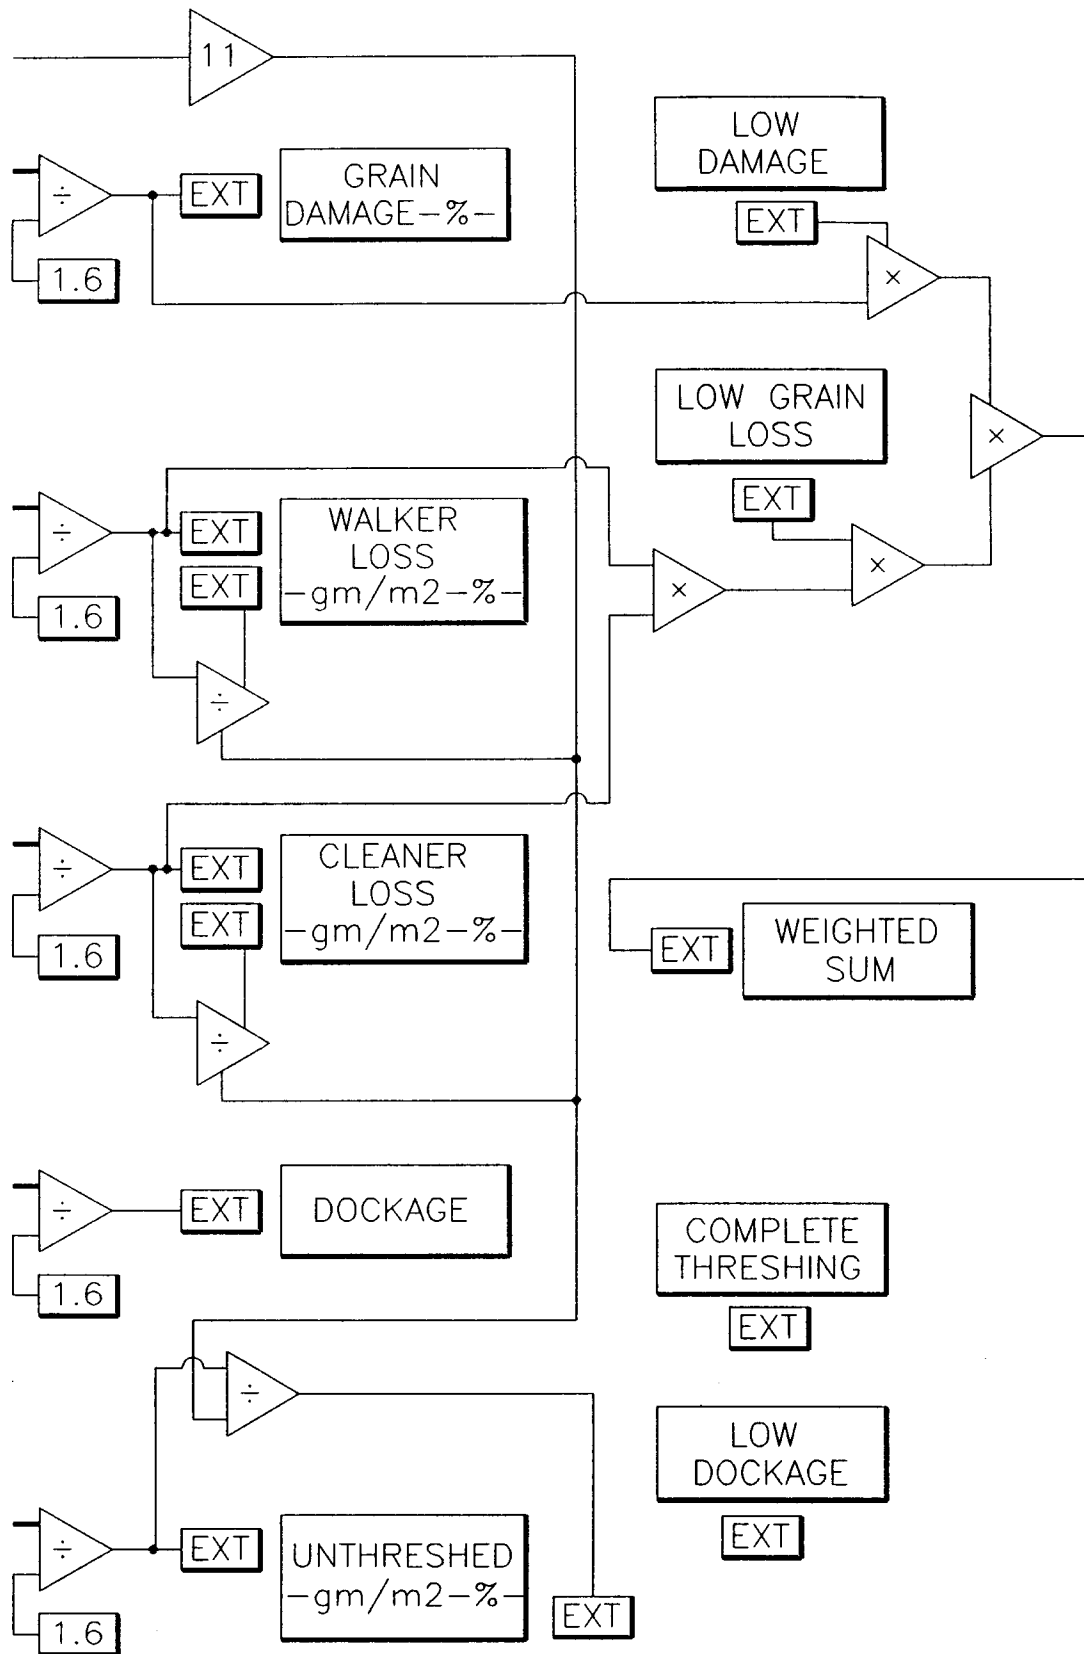 11
LOW
DAMAGE
÷
EXT
GRAIN
DAMAGE-%-
EXT
1.6
×
LOW GRAIN
LOSS
×
EXT
÷
EXT
WALKER
LOSS
-gm/m2-%-
EXT
×
×
1.6
÷
÷
EXT
CLEANER
LOSS
-gm/m2-%-
EXT
1.6
EXT
WEIGHTED
SUM
÷
÷
EXT
DOCKAGE
1.6
COMPLETE
THRESHING
EXT
÷
LOW
DOCKAGE
EXT
÷
EXT
UNTHRESHED
-gm/m2-%-
EXT
1.6